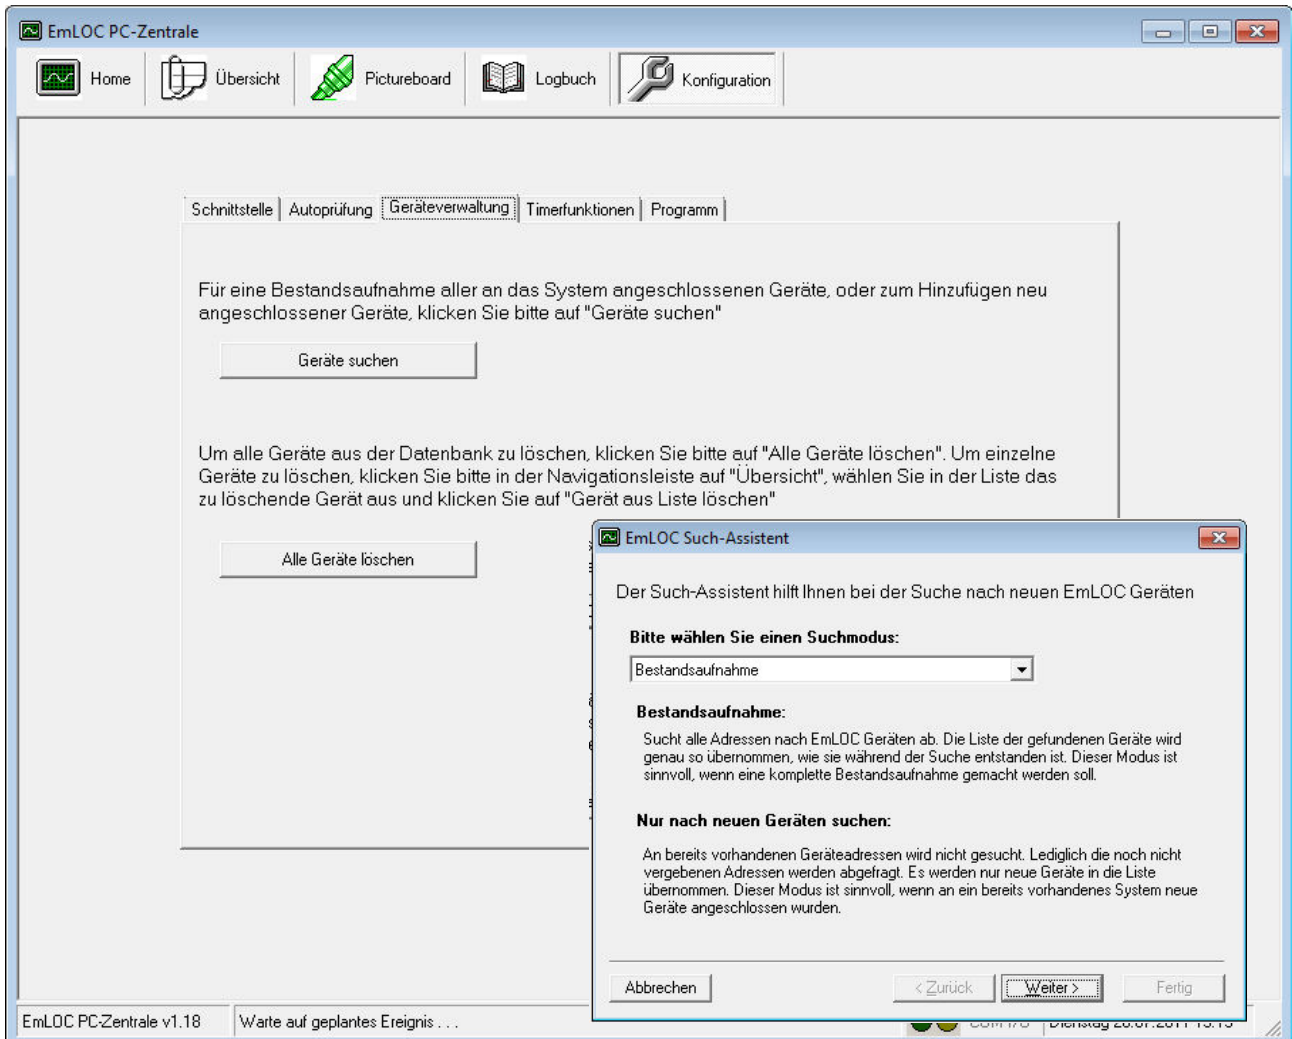 EmLOC PC-Zentrale
Home Übersicht Pictureboard Logbuch Konfiguration
Schnittstelle Autoprüfung Geräteverwaltung Timerfunktionen Programm
Für eine Bestandsaufnahme aller an das System angeschlossenen Geräte, oder zum Hinzufügen neu
angeschlossener Geräte, klicken Sie bitte auf "Geräte suchen"
Geräte suchen
Um alle Geräte aus der Datenbank zu löschen, klicken Sie bitte auf "Alle Geräte löschen". Um einzelne
Geräte zu löschen, klicken Sie bitte in der Navigationsleiste auf "Übersicht", wählen Sie in der Liste das
zu löschende Gerät aus und klicken Sie auf "Gerät aus Liste löschen"
Alle Geräte löschen
EmLOC Such-Assistent
Der Such-Assistent hilft Ihnen bei der Suche nach neuen EmLOC Geräten
Bitte wählen Sie einen Suchmodus:
Bestandsaufnahme
Bestandsaufnahme:
Sucht alle Adressen nach EmLOC Geräten ab. Die Liste der gefundenen Geräte wird
genau so übernommen, wie sie während der Suche entstanden ist. Dieser Modus ist
sinnvoll, wenn eine komplette Bestandsaufnahme gemacht werden soll.
Nur nach neuen Geräten suchen:
An bereits vorhandenen Geräteadressen wird nicht gesucht. Lediglich die noch nicht
vergebenen Adressen werden abgefragt. Es werden nur neue Geräte in die Liste
übernommen. Dieser Modus ist sinnvoll, wenn an ein bereits vorhandenes System neue
Geräte angeschlossen wurden.
Abbrechen < Zurück Weiter > Fertig
EmLOC PC-Zentrale v1.18 Warte auf geplantes Ereignis . . . Dienstag